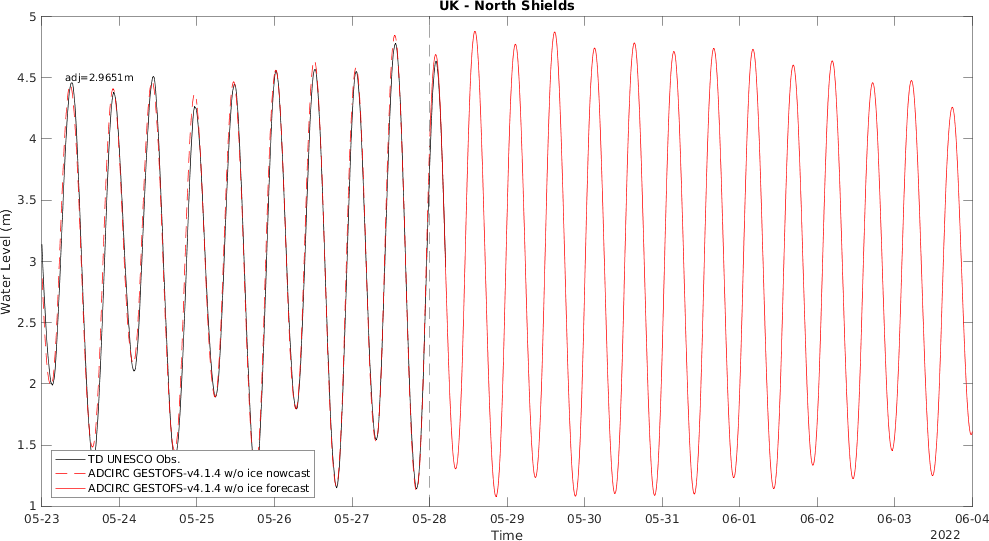 UK - North Shields
5
4.5
4
3.5
3
2.5
2
1.5
1
Water Level (m)
adj=2.9651m
TD UNESCO Obs.
ADCIRC GESTOFS-v4.1.4 w/o ice nowcast
ADCIRC GESTOFS-v4.1.4 w/o ice forecast
05-23 05-24 05-25 05-26 05-27 05-28 05-29 05-30 05-31 06-01 06-02 06-03 06-04
Time
2022